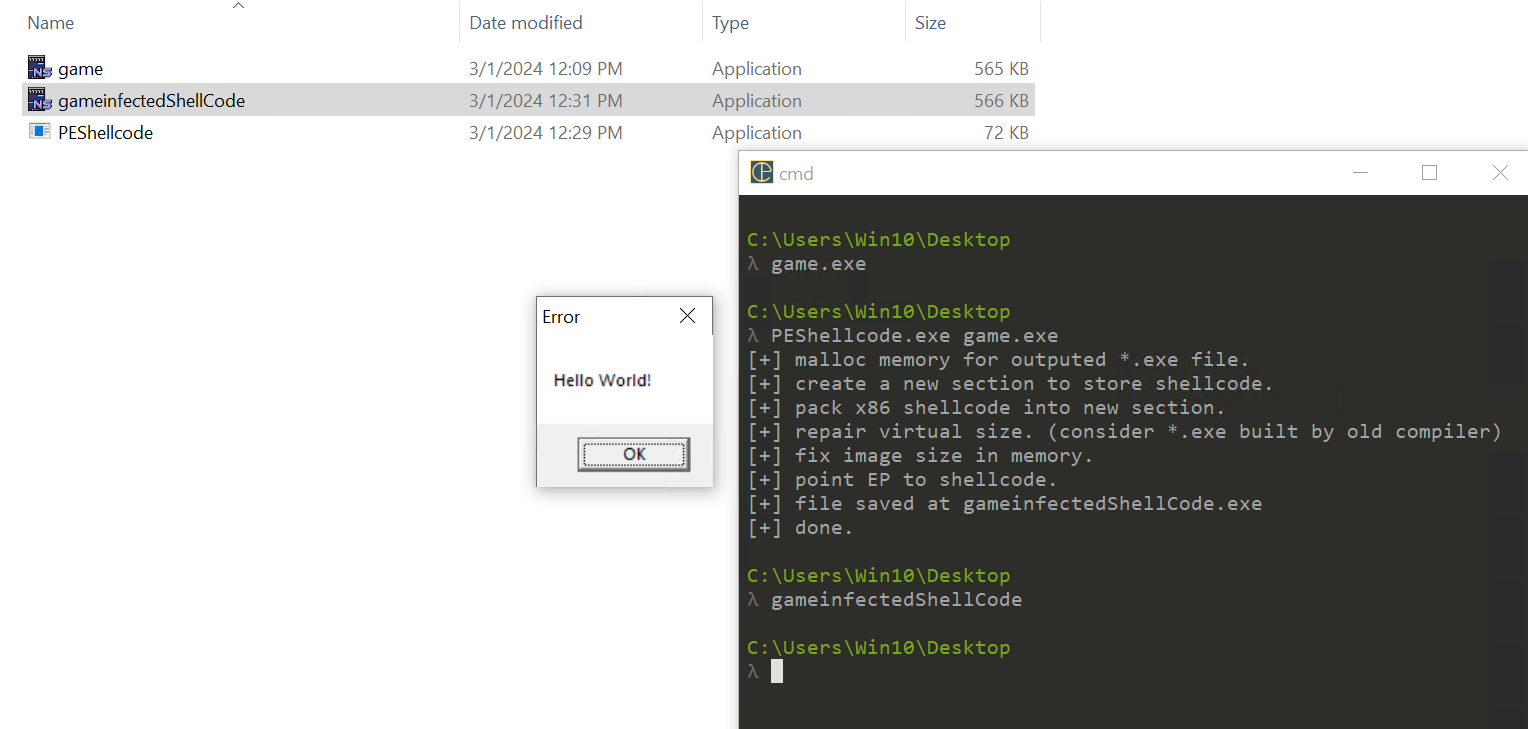 Name Date modified Type Size
game 3/1/2024 12:09 PM Application 565 KB
gameinfectedShellCode 3/1/2024 12:31 PM Application 566 KB
PEShellcode 3/1/2024 12:29 PM Application 72 KB
cmd
C:\Users\Win10\Desktop
λ game.exe
C:\Users\Win10\Desktop
λ PEShellcode.exe game.exe
[+] malloc memory for outputed *.exe file.
[+] create a new section to store shellcode.
[+] pack x86 shellcode into new section.
[+] repair virtual size. (consider *.exe built by old compiler)
[+] fix image size in memory.
[+] point EP to shellcode.
[+] file saved at gameinfectedShellCode.exe
[+] done.
C:\Users\Win10\Desktop
λ gameinfectedShellCode
C:\Users\Win10\Desktop
λ
Error
Hello World!
OK